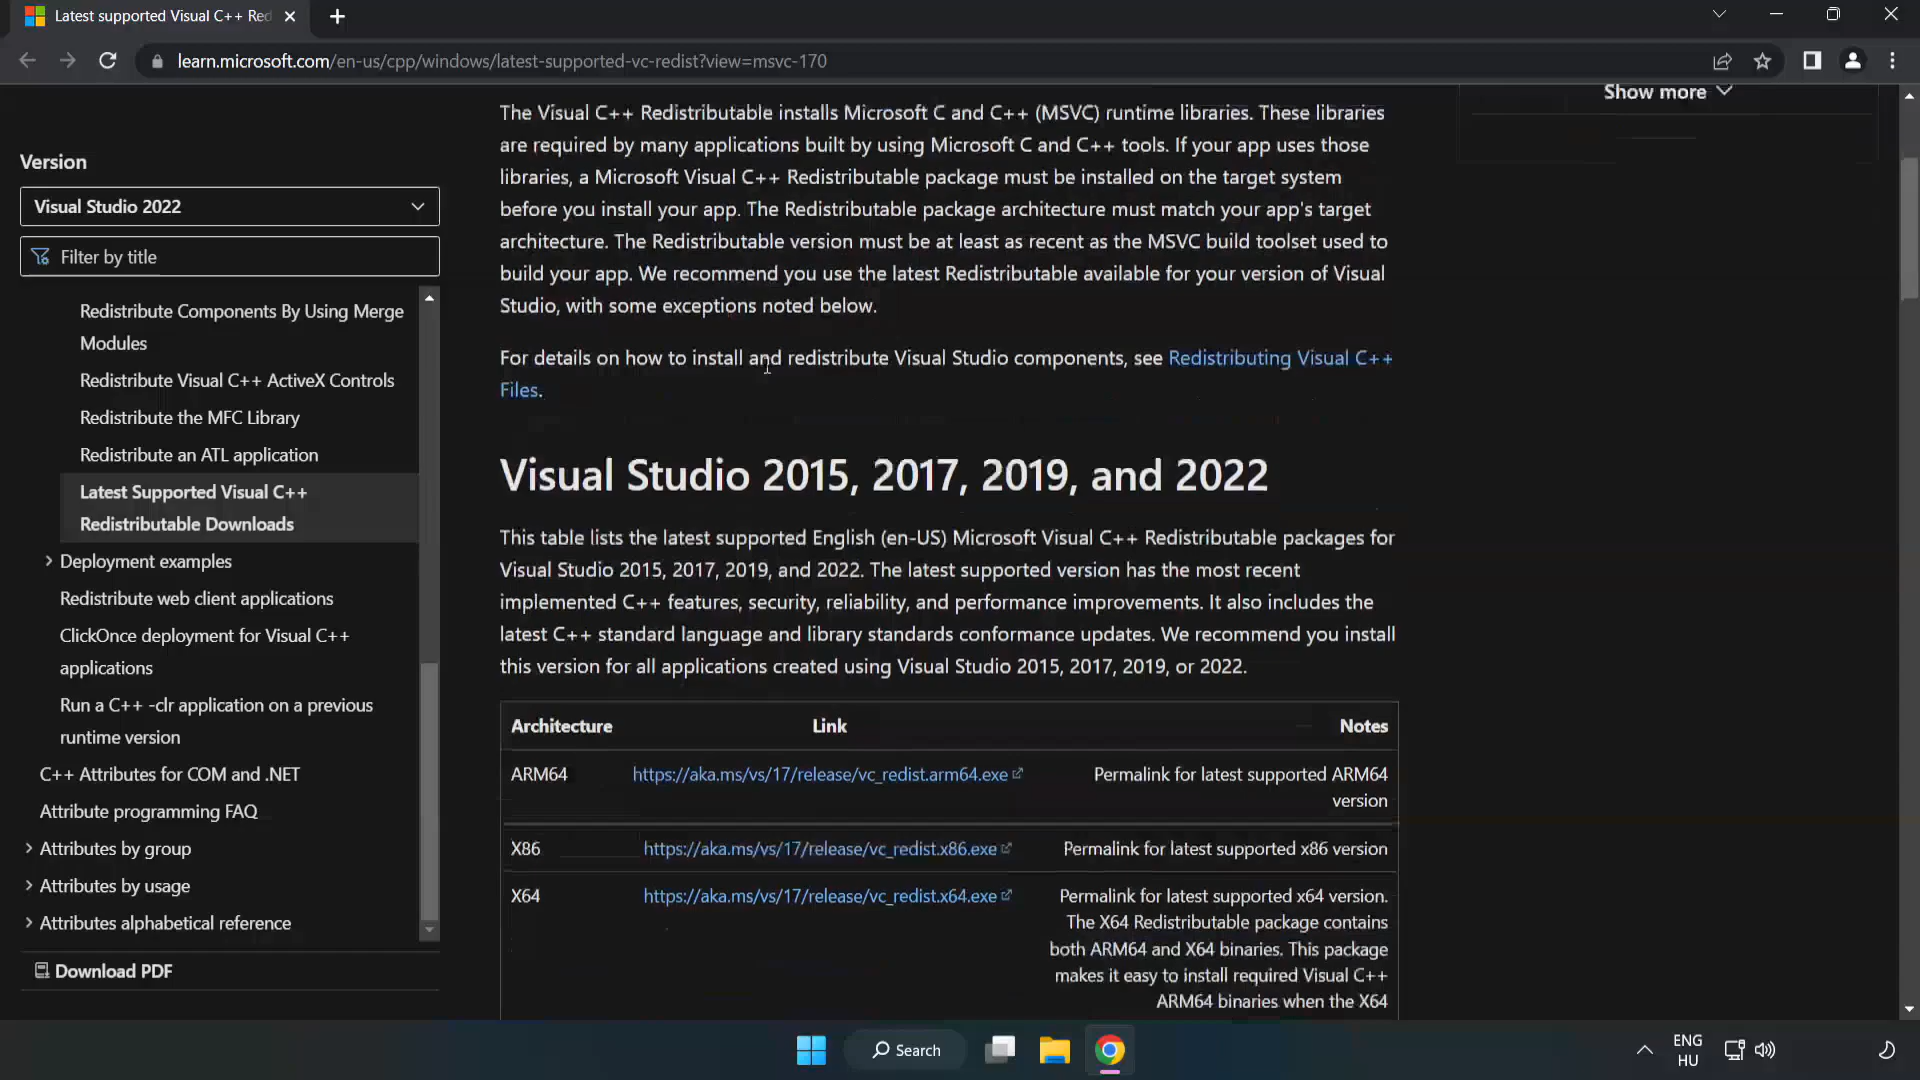 Latest supported Visual C++ Red
learn.microsoft.com/en-us/cpp/windows/latest-supported-vc-redist?view=msvc-170
Version
Visual Studio 2022
Filter by title
Redistribute Components By Using Merge
Modules
Redistribute Visual C++ ActiveX Controls
Redistribute the MFC Library
Redistribute an ATL application
Latest Supported Visual C++
Redistributable Downloads
Deployment examples
Redistribute web client applications
ClickOnce deployment for Visual C++
applications
Run a C++ -clr application on a previous
runtime version
C++ Attributes for COM and .NET
Attribute programming FAQ
Attributes by group
Attributes by usage
Attributes alphabetical reference
Download PDF
The Visual C++ Redistributable installs Microsoft C and C++ (MSVC) runtime libraries. These libraries
are required by many applications built by using Microsoft C and C++ tools. If your app uses those
libraries, a Microsoft Visual C++ Redistributable package must be installed on the target system
before you install your app. The Redistributable package architecture must match your app's target
architecture. The Redistributable version must be at least as recent as the MSVC build toolset used to
build your app. We recommend you use the latest Redistributable available for your version of Visual
Studio, with some exceptions noted below.
For details on how to install and redistribute Visual Studio components, see Redistributing Visual C++
Files.
Visual Studio 2015, 2017, 2019, and 2022
This table lists the latest supported English (en-US) Microsoft Visual C++ Redistributable packages for
Visual Studio 2015, 2017, 2019, and 2022. The latest supported version has the most recent
implemented C++ features, security, reliability, and performance improvements. It also includes the
latest C++ standard language and library standards conformance updates. We recommend you install
this version for all applications created using Visual Studio 2015, 2017, 2019, or 2022.
Architecture Link Notes
ARM64 https://aka.ms/vs/17/release/vc_redist.arm64.exe Permalink for latest supported ARM64
version
X86 https://aka.ms/vs/17/release/vc_redist.x86.exe Permalink for latest supported x86 version
X64 https://aka.ms/vs/17/release/vc_redist.x64.exe Permalink for latest supported x64 version.
The X64 Redistributable package contains
both ARM64 and X64 binaries. This package
makes it easy to install required Visual C++
ARM64 binaries when the X64
Show more
Search
ENG
HU